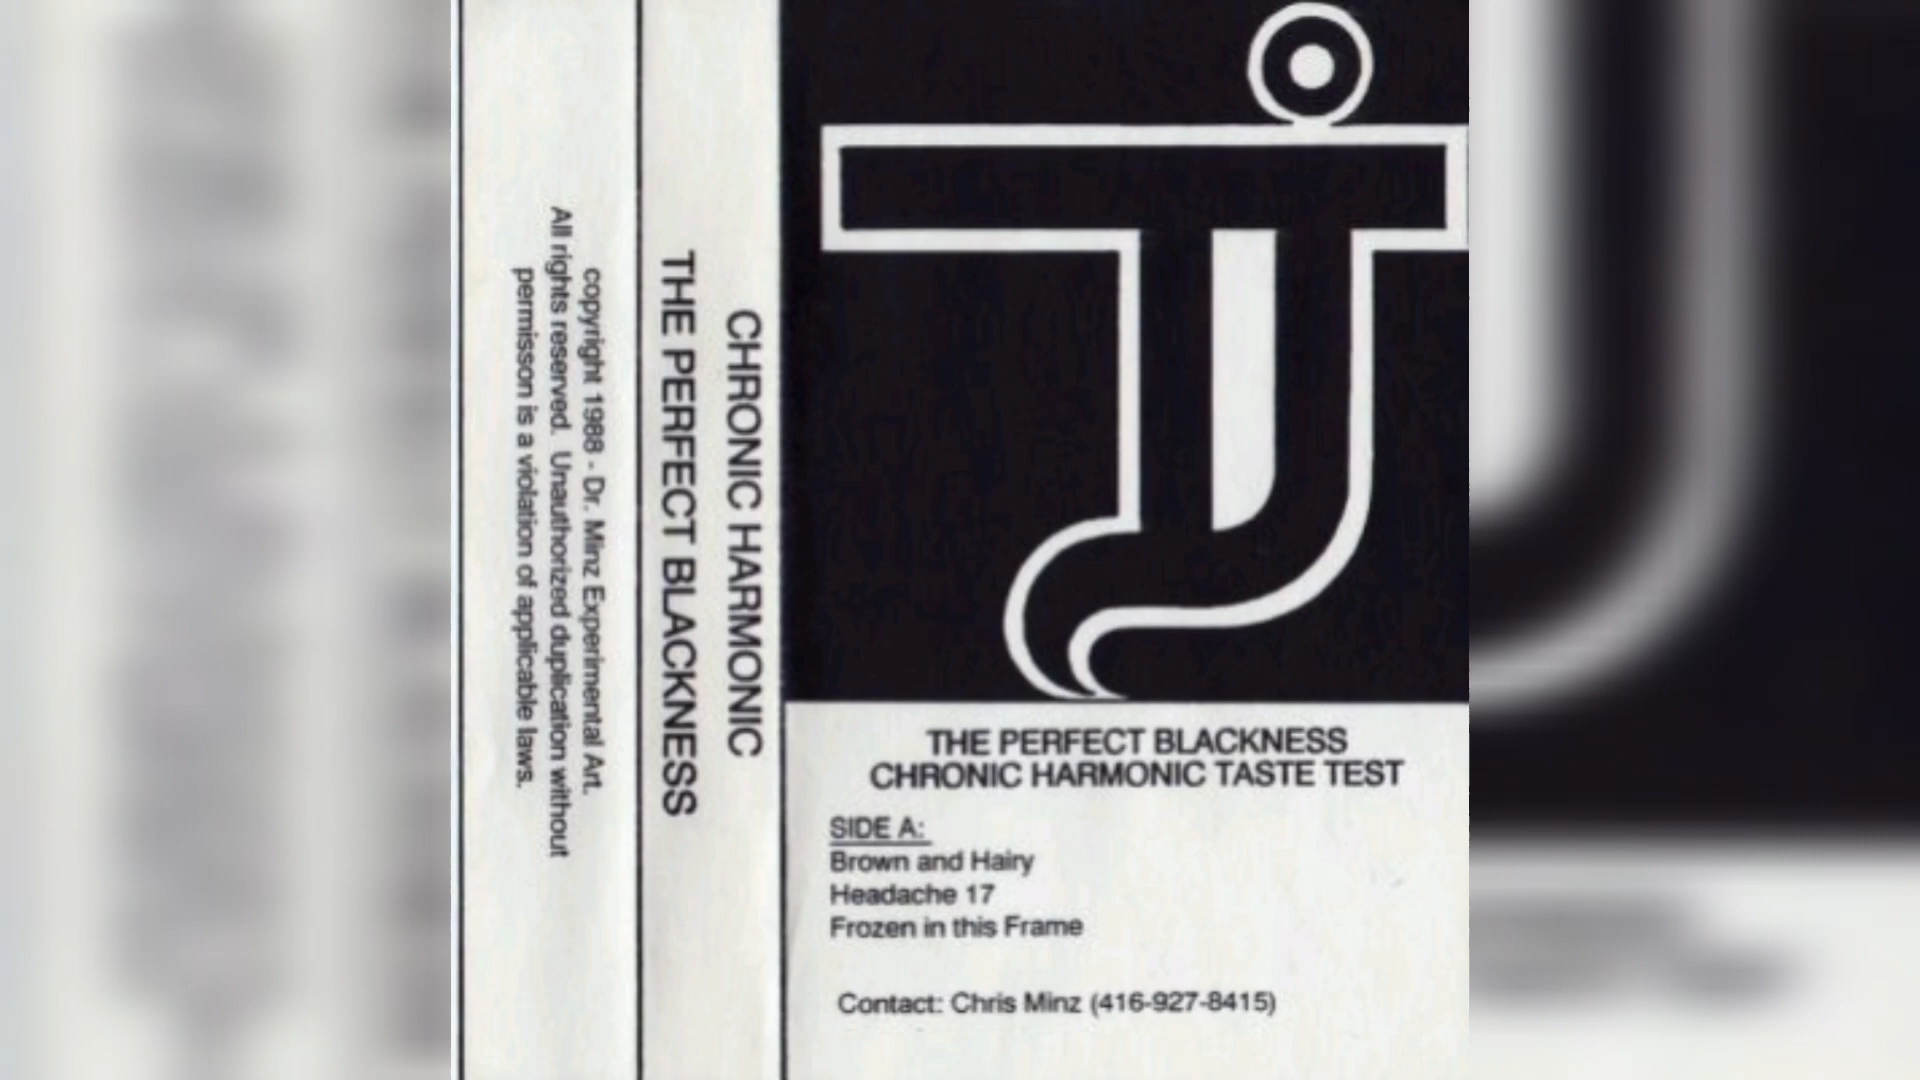 copyright 1988 - Dr. Minz Experimental Art.
All rights reserved. Unauthorized duplication without
permisson is a violation of applicable laws.
CHRONIC HARMONIC
THE PERFECT BLACKNESS
THE PERFECT BLACKNESS
CHRONIC HARMONIC TASTE TEST
SIDE A:
Brown and Hairy
Headache 17
Frozen in this Frame
Contact: Chris Minz (416-927-8415)